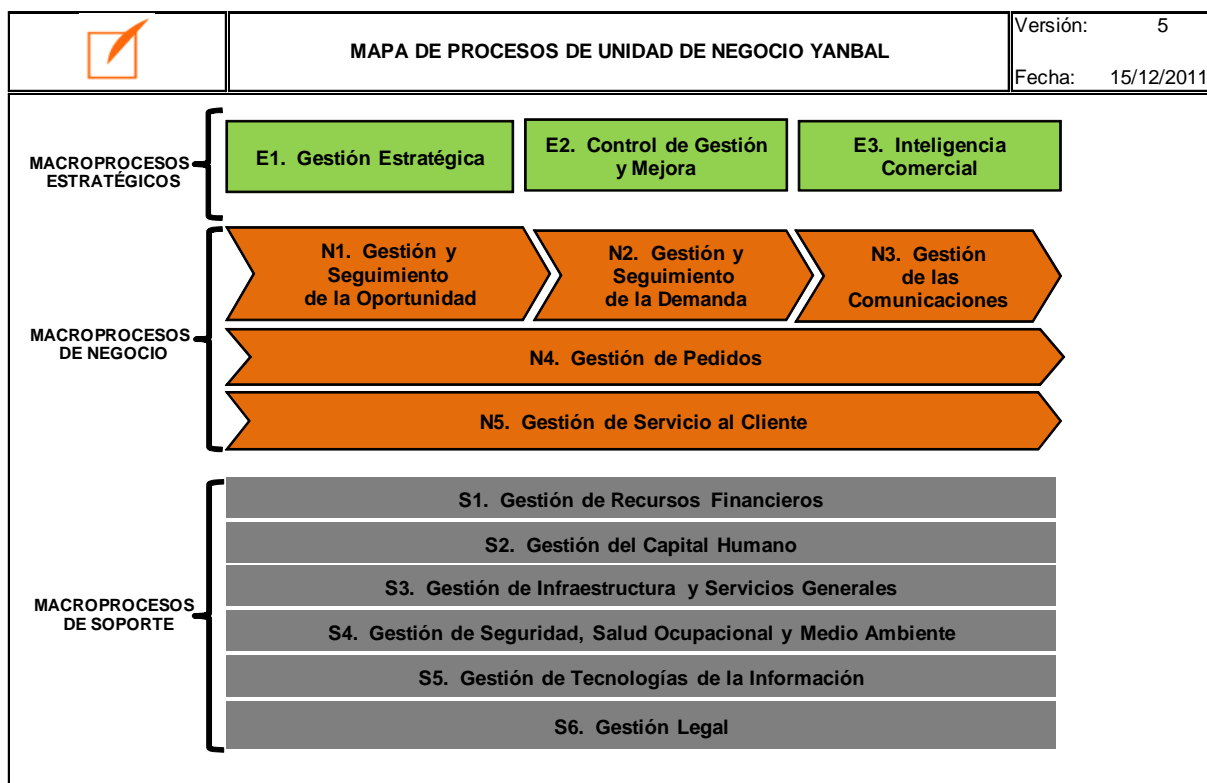 MAPA DE PROCESOS DE UNIDAD DE NEGOCIO YANBAL
Versión: 5
Fecha: 15/12/2011
MACROPROCESOS
ESTRATÉGICOS
E1. Gestión Estratégica
E2. Control de Gestión
y Mejora
E3. Inteligencia
Comercial
MACROPROCESOS
DE NEGOCIO
N1. Gestión y
Seguimiento
de la Oportunidad
N2. Gestión y
Seguimiento
de la Demanda
N3. Gestión
de las
Comunicaciones
N4. Gestión de Pedidos
N5. Gestión de Servicio al Cliente
MACROPROCESOS
DE SOPORTE
S1. Gestión de Recursos Financieros
S2. Gestión del Capital Humano
S3. Gestión de Infraestructura y Servicios Generales
S4. Gestión de Seguridad, Salud Ocupacional y Medio Ambiente
S5. Gestión de Tecnologías de la Información
S6. Gestión Legal